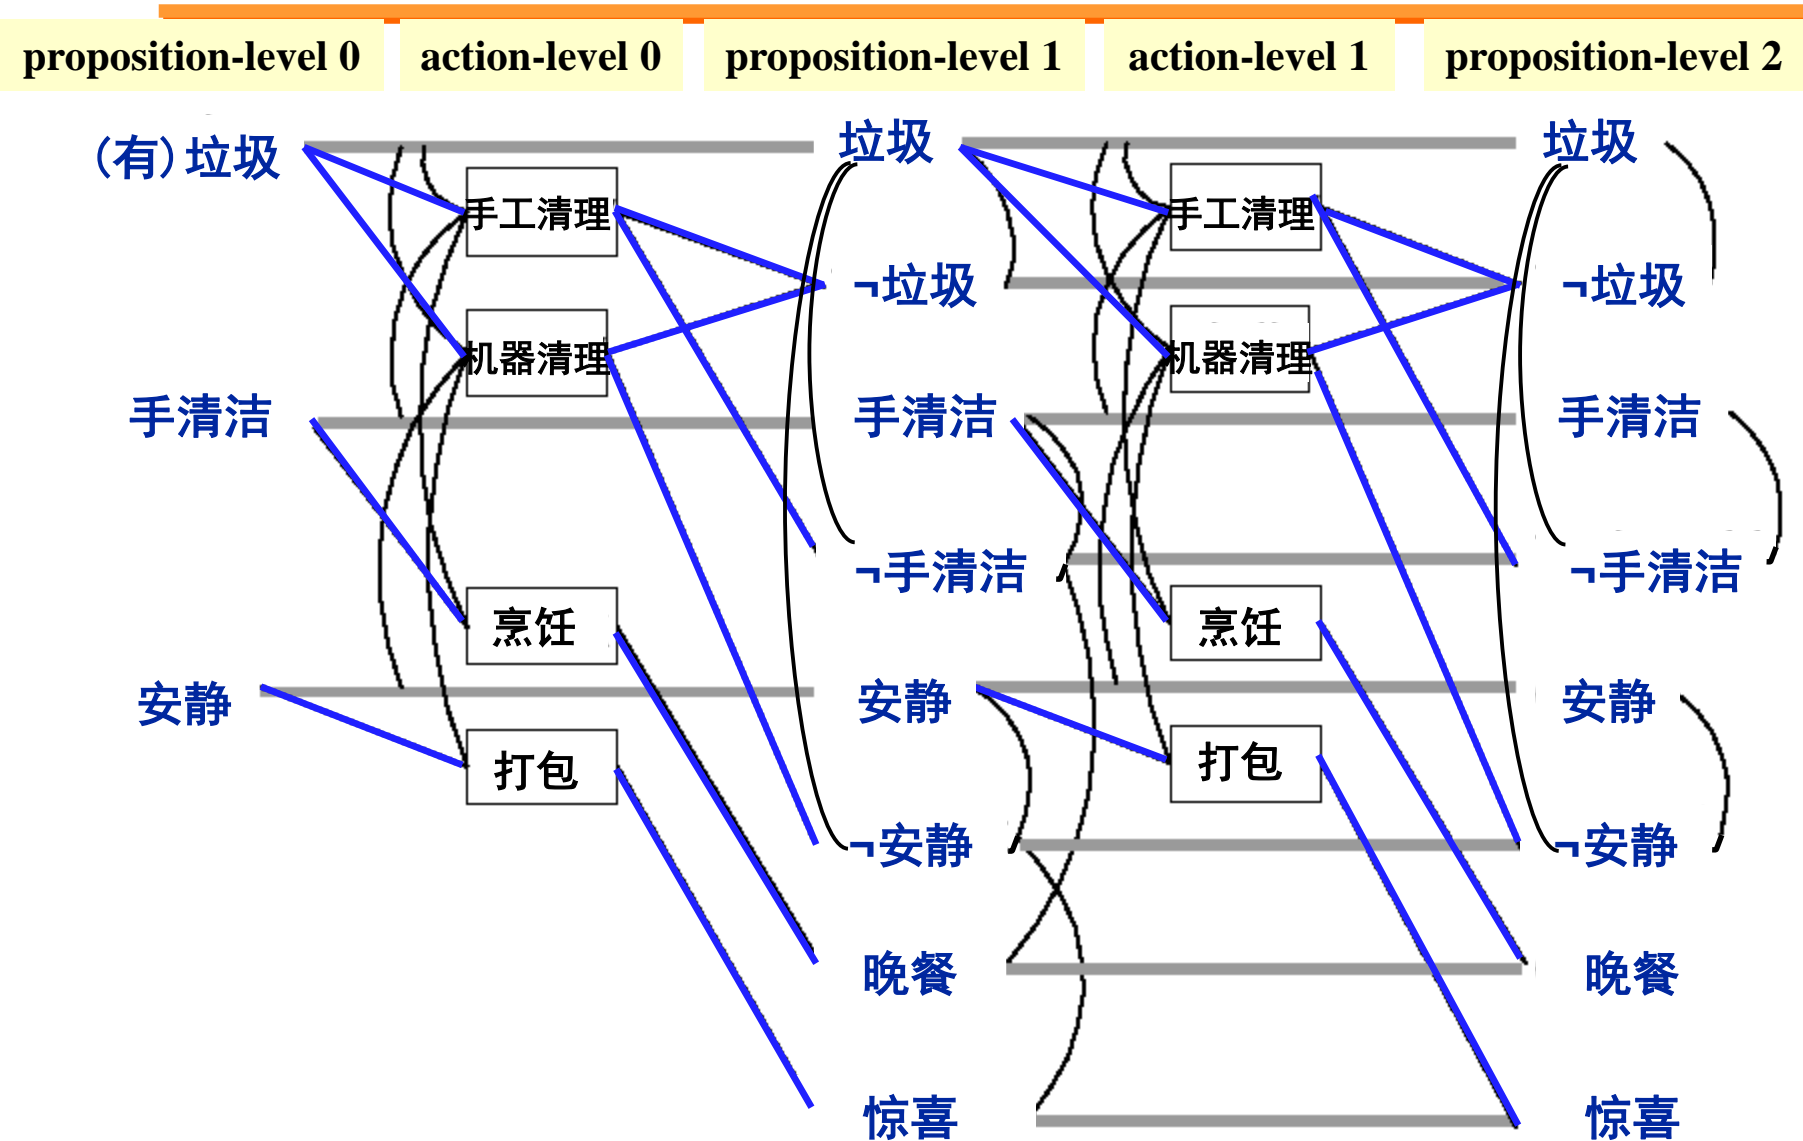 proposition-level 0 action-level 0 proposition-level 1 action-level 1 proposition-level 2
(有)垃圾 垃圾 垃圾
手工清理 手工清理
¬垃圾 ¬垃圾
机器清理 机器清理
手清洁 手清洁 手清洁
¬手清洁 ¬手清洁
烹饪 烹饪
安静 安静 安静
打包 打包
¬安静 ¬安静
晚餐 晚餐
惊喜 惊喜